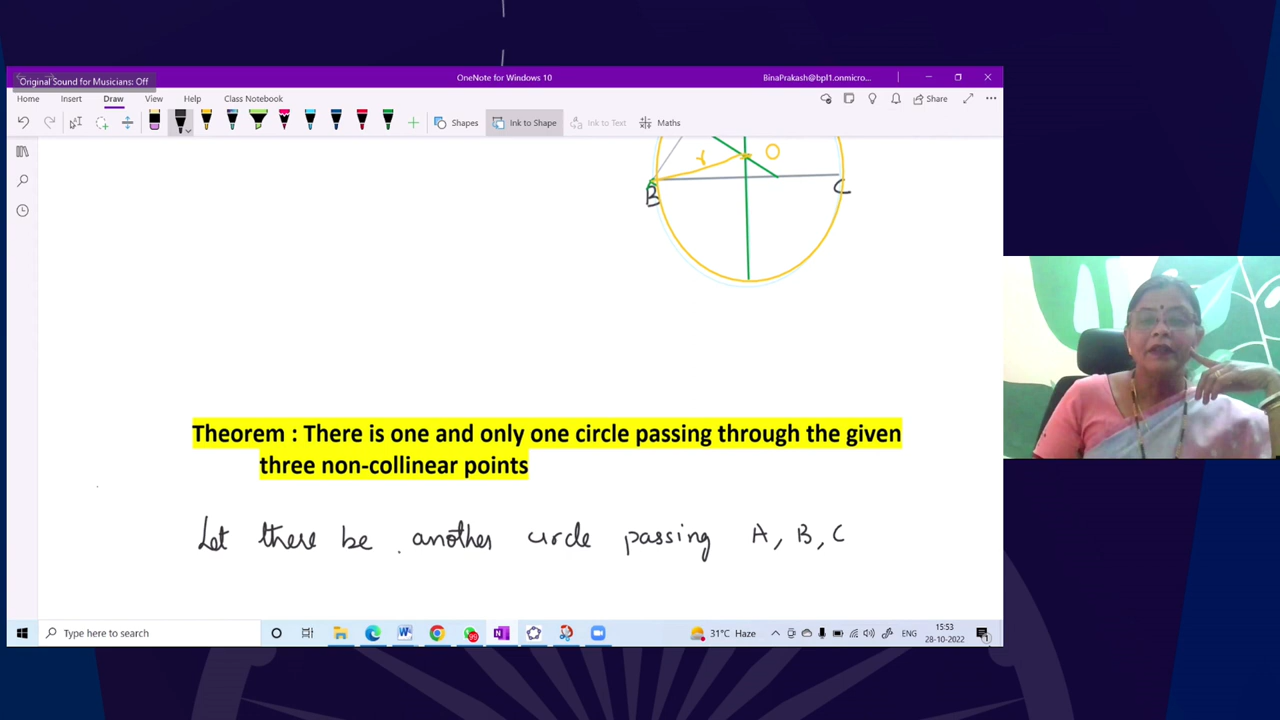 Original Sound for Musicians: Off
OneNote for Windows 10
BinaPrakash@bpl1.onmicro...
Home Insert Draw View Help Class Notebook
Share
Shapes Ink to Shape Ink to Text Maths
r O
B C
Theorem : There is one and only one circle passing through the given
three non-collinear points
Let there be another circle passing A, B, C
Type here to search
99
31°C Haze
ENG
15:53
28-10-2022
1